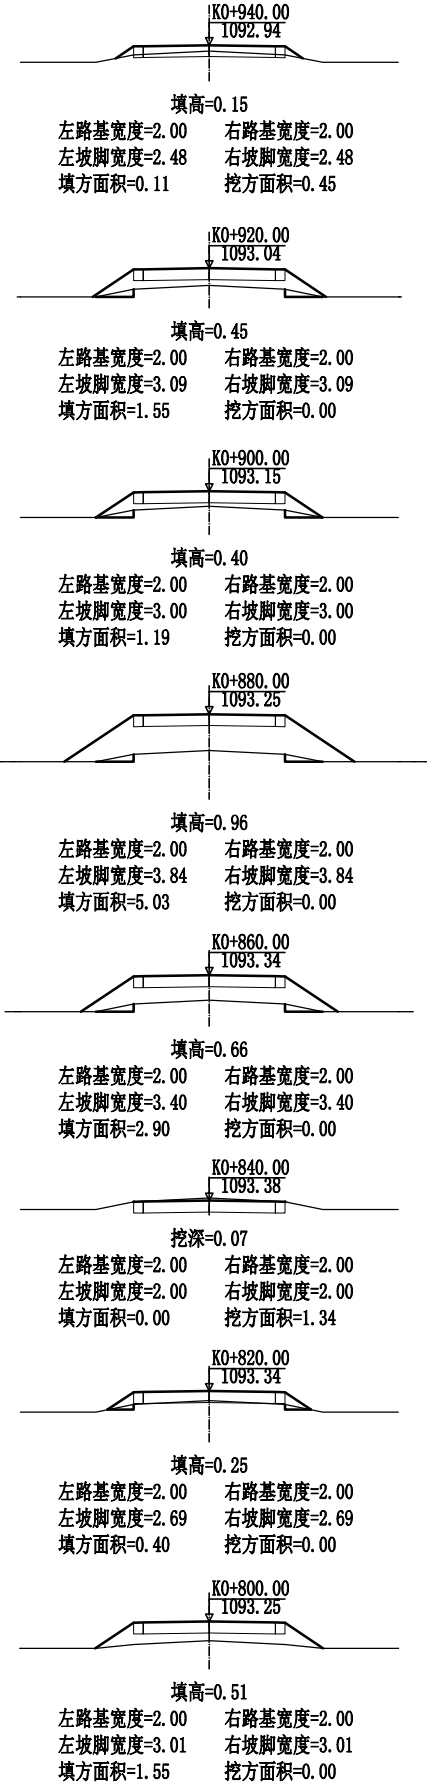 K0+940.00
1092.94
填高=0.15
左路基宽度=2.00 右路基宽度=2.00
左坡脚宽度=2.48 右坡脚宽度=2.48
填方面积=0.11 挖方面积=0.45
K0+920.00
1093.04
填高=0.45
左路基宽度=2.00 右路基宽度=2.00
左坡脚宽度=3.09 右坡脚宽度=3.09
填方面积=1.55 挖方面积=0.00
K0+900.00
1093.15
填高=0.40
左路基宽度=2.00 右路基宽度=2.00
左坡脚宽度=3.00 右坡脚宽度=3.00
填方面积=1.19 挖方面积=0.00
K0+880.00
1093.25
填高=0.96
左路基宽度=2.00 右路基宽度=2.00
左坡脚宽度=3.84 右坡脚宽度=3.84
填方面积=5.03 挖方面积=0.00
K0+860.00
1093.34
填高=0.66
左路基宽度=2.00 右路基宽度=2.00
左坡脚宽度=3.40 右坡脚宽度=3.40
填方面积=2.90 挖方面积=0.00
K0+840.00
1093.38
挖深=0.07
左路基宽度=2.00 右路基宽度=2.00
左坡脚宽度=2.00 右坡脚宽度=2.00
填方面积=0.00 挖方面积=1.34
K0+820.00
1093.34
填高=0.25
左路基宽度=2.00 右路基宽度=2.00
左坡脚宽度=2.69 右坡脚宽度=2.69
填方面积=0.40 挖方面积=0.00
K0+800.00
1093.25
填高=0.51
左路基宽度=2.00 右路基宽度=2.00
左坡脚宽度=3.01 右坡脚宽度=3.01
填方面积=1.55 挖方面积=0.00